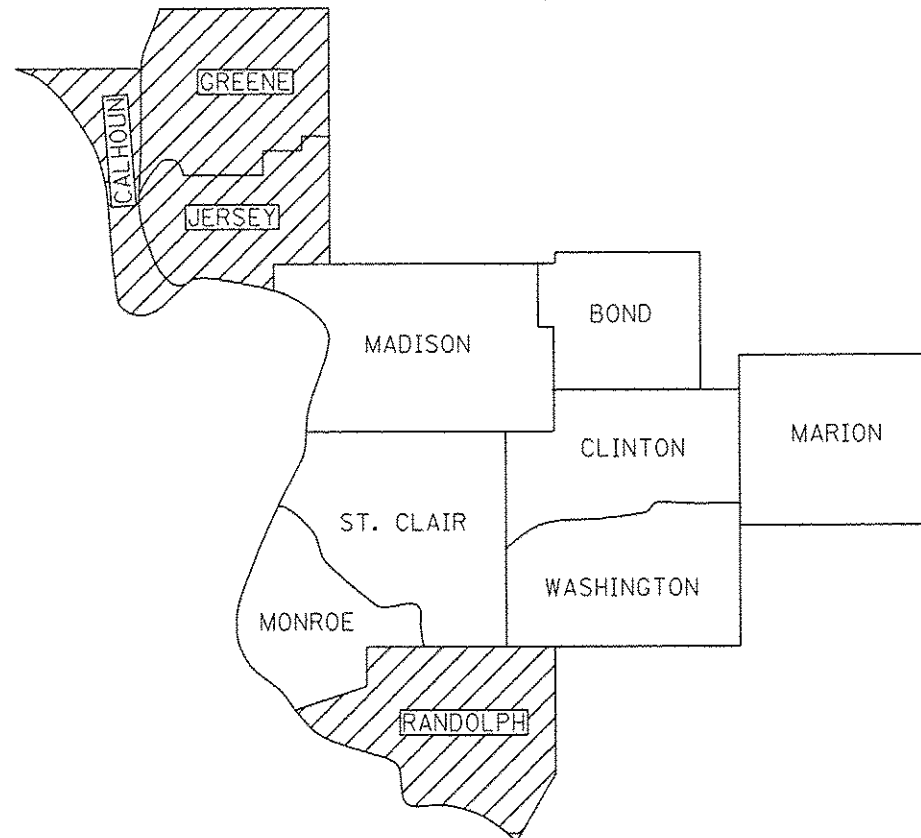 GREENE
CALHOUN
JERSEY
BOND
MADISON
MARION
CLINTON
ST. CLAIR
WASHINGTON
MONROE
RANDOLPH